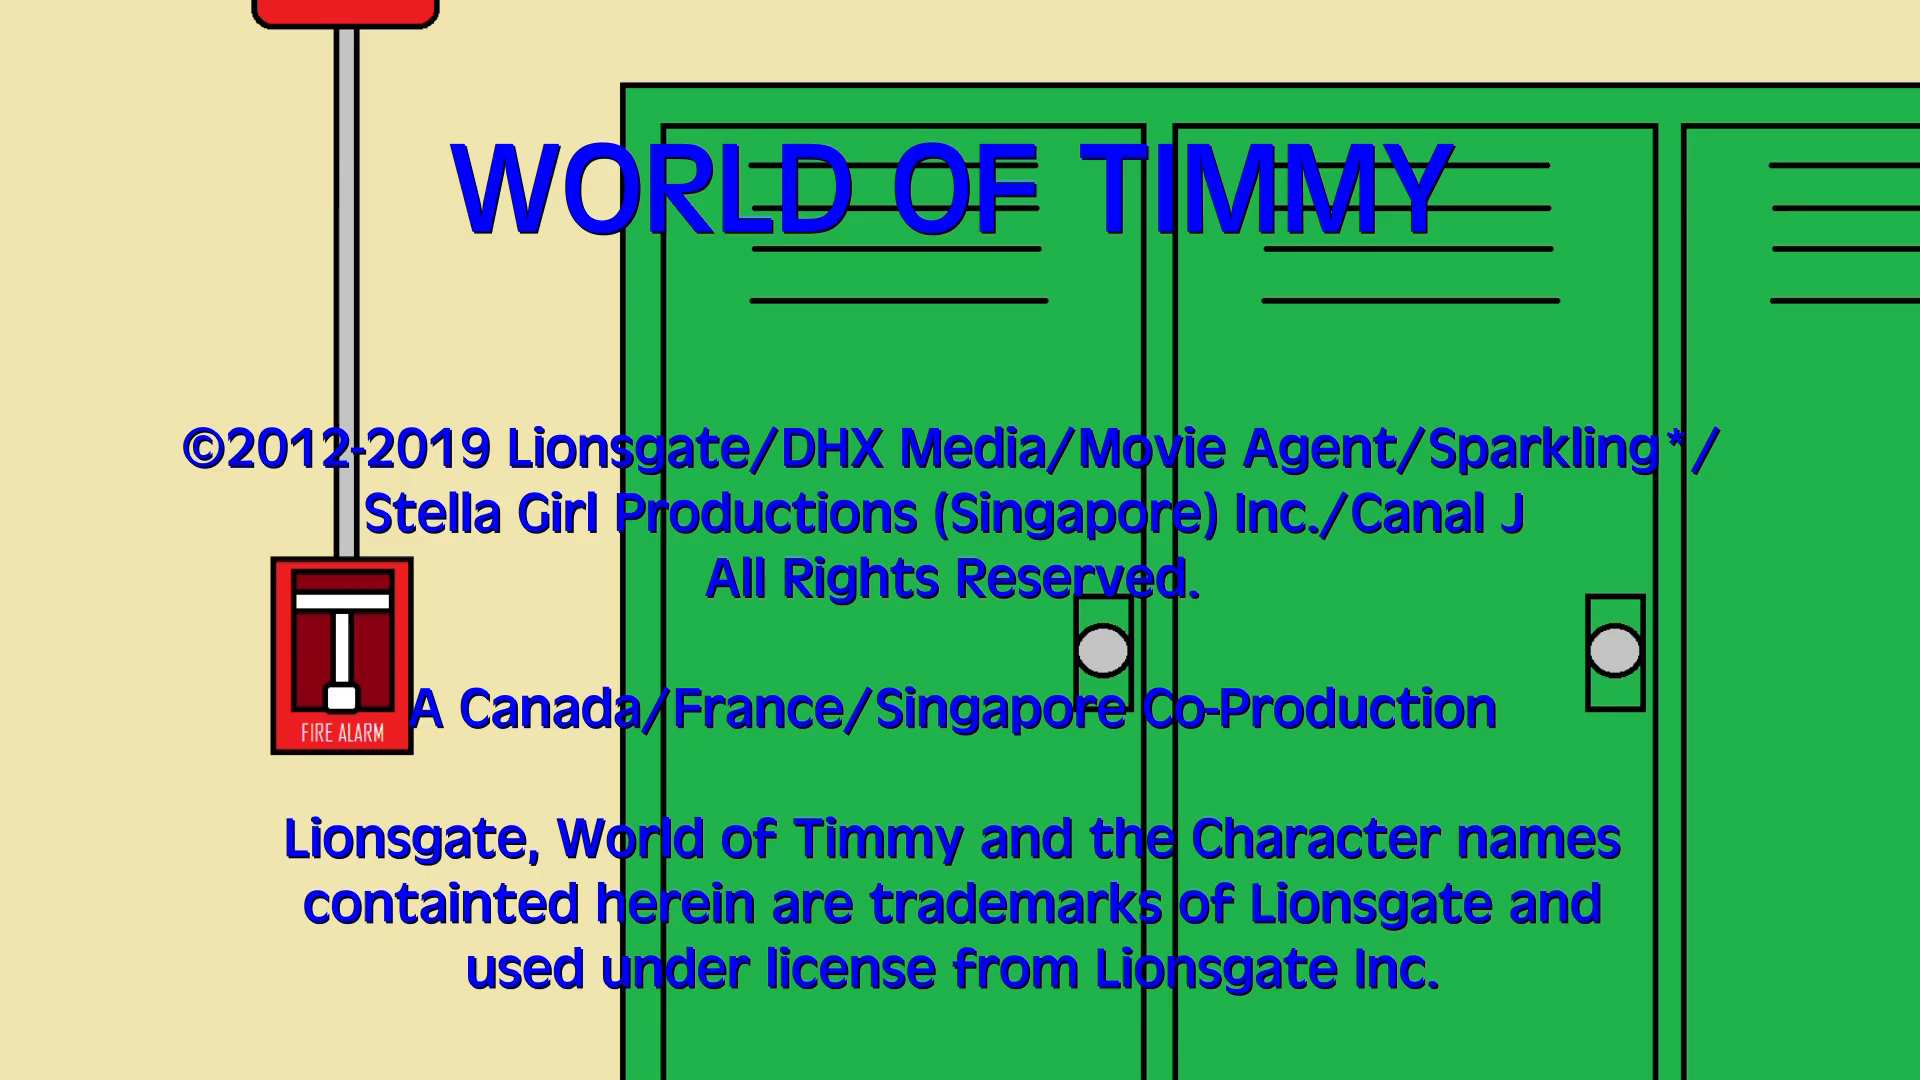 WORLD OF TIMMY
©2012-2019 Lionsgate/DHX Media/Movie Agent/Sparkling*/
Stella Girl Productions (Singapore) Inc./Canal J
All Rights Reserved.
FIRE ALARM
A Canada/France/Singapore Co-Production
Lionsgate, World of Timmy and the Character names
containted herein are trademarks of Lionsgate and
used under license from Lionsgate Inc.